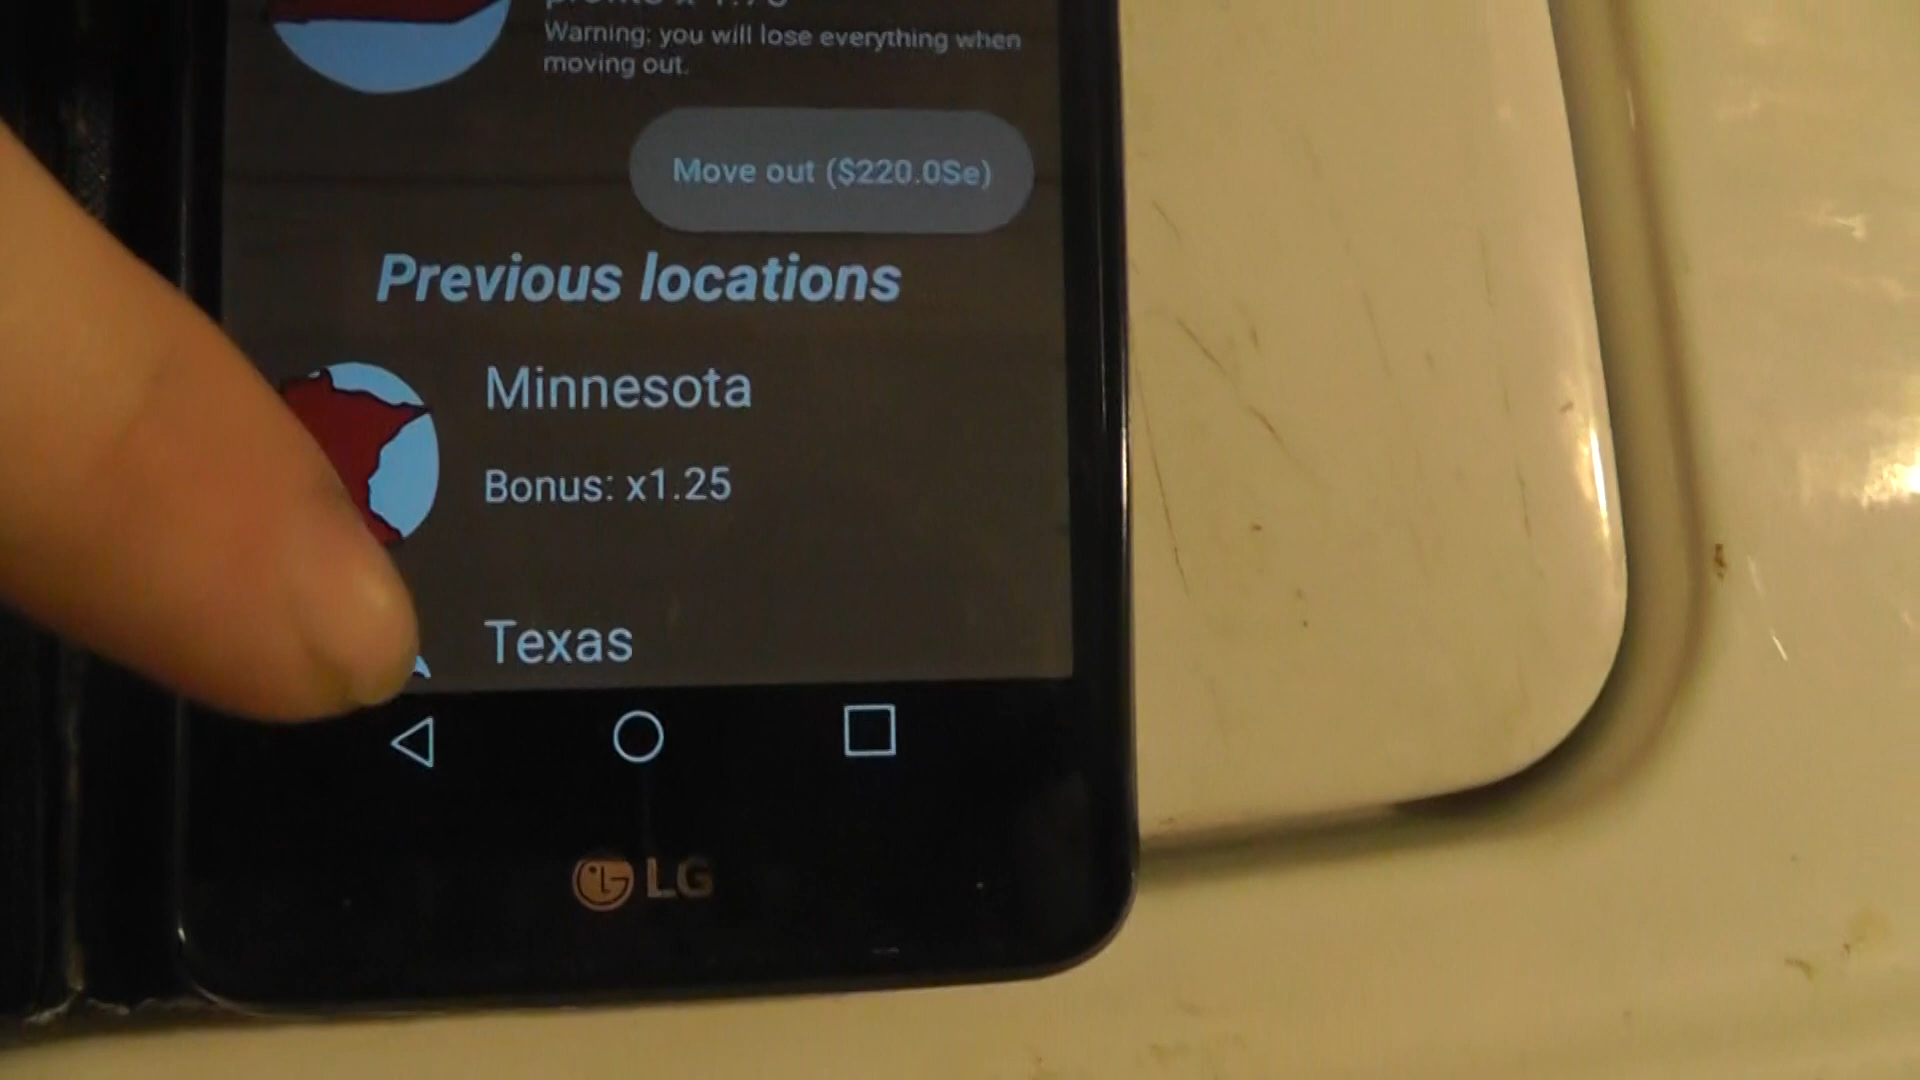 Warning: you will lose everything when
moving out.
Move out ($220.0Se)
Previous locations
Minnesota
Bonus: x1.25
Texas
LG